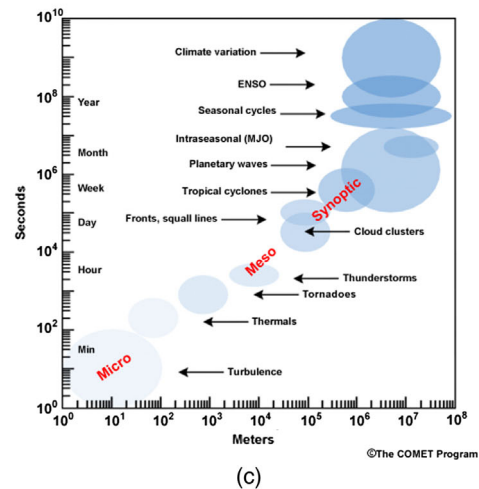 10^10
Climate variation
ENSO
10^8
Year
Seasonal cycles
Intraseasonal (MJO)
Month
Planetary waves
10^6
Week
Tropical cyclones
Synoptic
Day
Fronts, squall lines
Cloud clusters
10^4
Meso
Hour
Thunderstorms
Tornadoes
10^2
Thermals
Min
Micro
Turbulence
10^0
Seconds
10^0 10^1 10^2 10^3 10^4 10^5 10^6 10^7 10^8
Meters
©The COMET Program
(c)